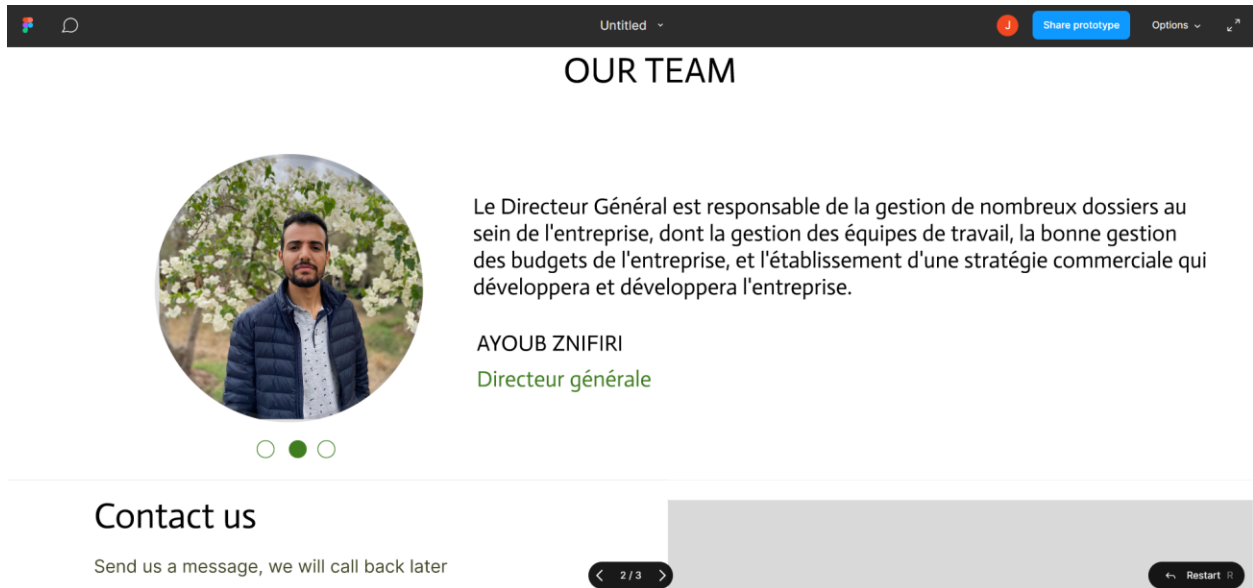 Untitled
J
Share prototype
Options
OUR TEAM
Le Directeur Général est responsable de la gestion de nombreux dossiers au
sein de l'entreprise, dont la gestion des équipes de travail, la bonne gestion
des budgets de l'entreprise, et l'établissement d'une stratégie commerciale qui
développera et développera l'entreprise.
AYOUB ZNIFIRI
Directeur générale
Contact us
Send us a message, we will call back later
2 / 3
Restart R